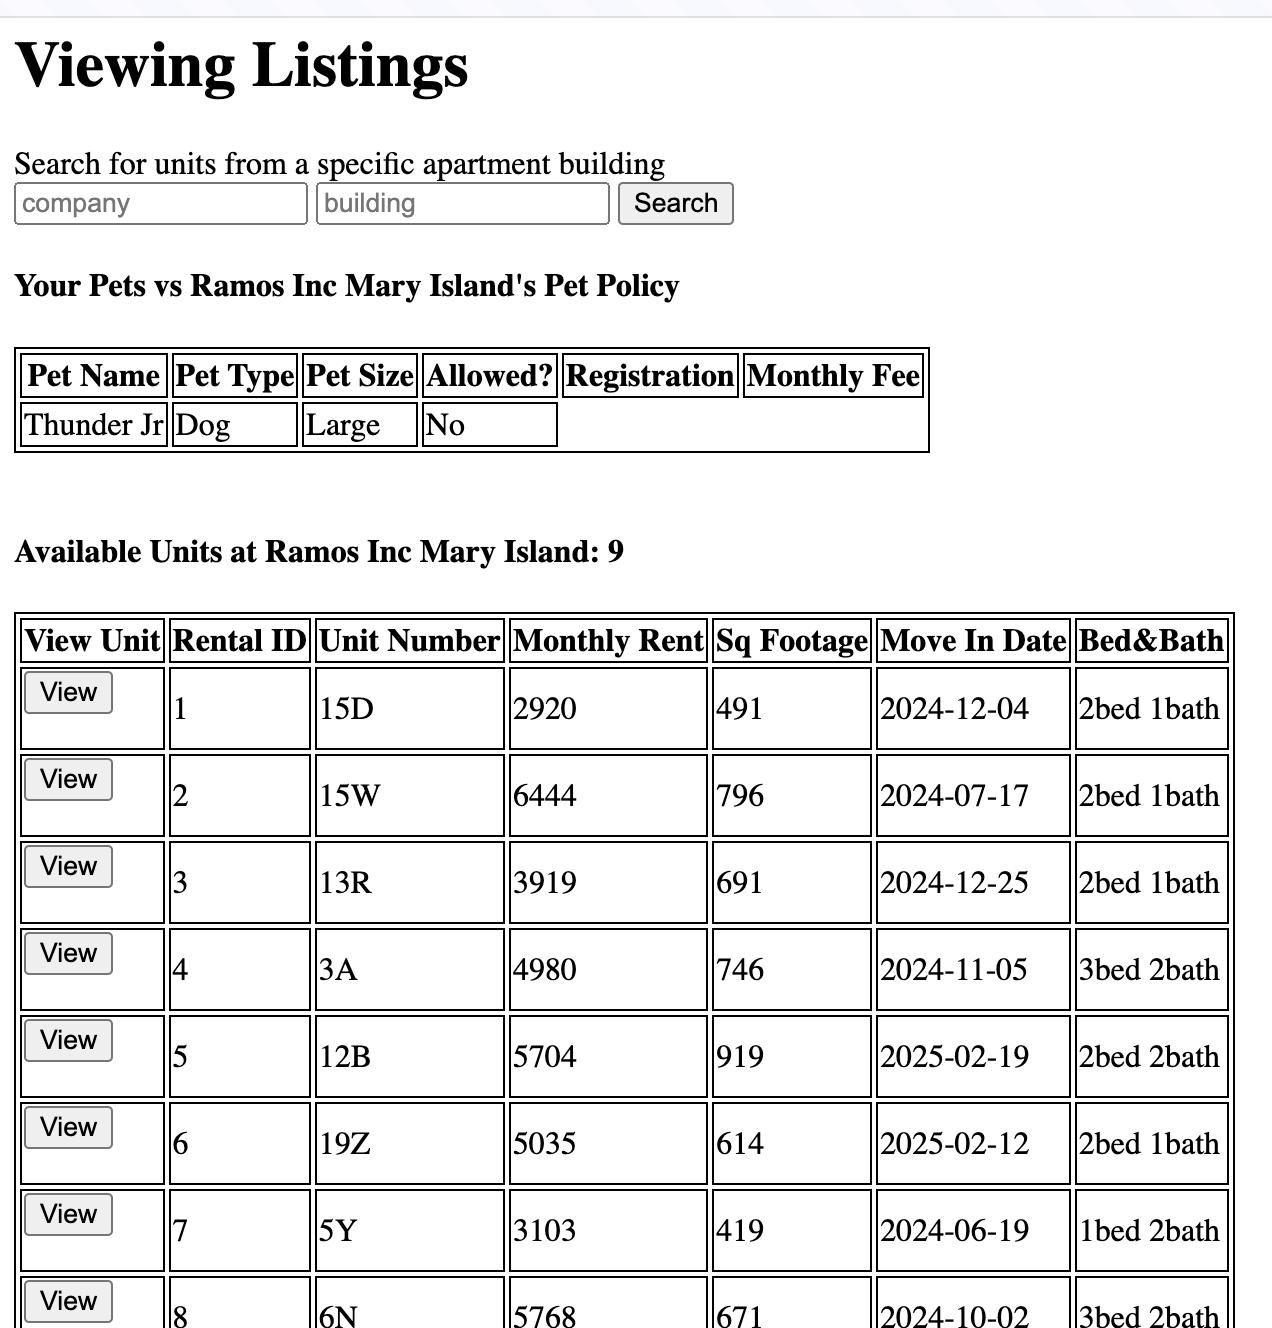 Viewing Listings
Search for units from a specific apartment building
company building Search
Your Pets vs Ramos Inc Mary Island's Pet Policy
Pet Name Pet Type Pet Size Allowed? Registration Monthly Fee
Thunder Jr Dog Large No
Available Units at Ramos Inc Mary Island: 9
View Unit Rental ID Unit Number Monthly Rent Sq Footage Move In Date Bed&Bath
View 1 15D 2920 491 2024-12-04 2bed 1bath
View 2 15W 6444 796 2024-07-17 2bed 1bath
View 3 13R 3919 691 2024-12-25 2bed 1bath
View 4 3A 4980 746 2024-11-05 3bed 2bath
View 5 12B 5704 919 2025-02-19 2bed 2bath
View 6 19Z 5035 614 2025-02-12 2bed 1bath
View 7 5Y 3103 419 2024-06-19 1bed 2bath
View 8 6N 5768 671 2024-10-02 3bed 2bath